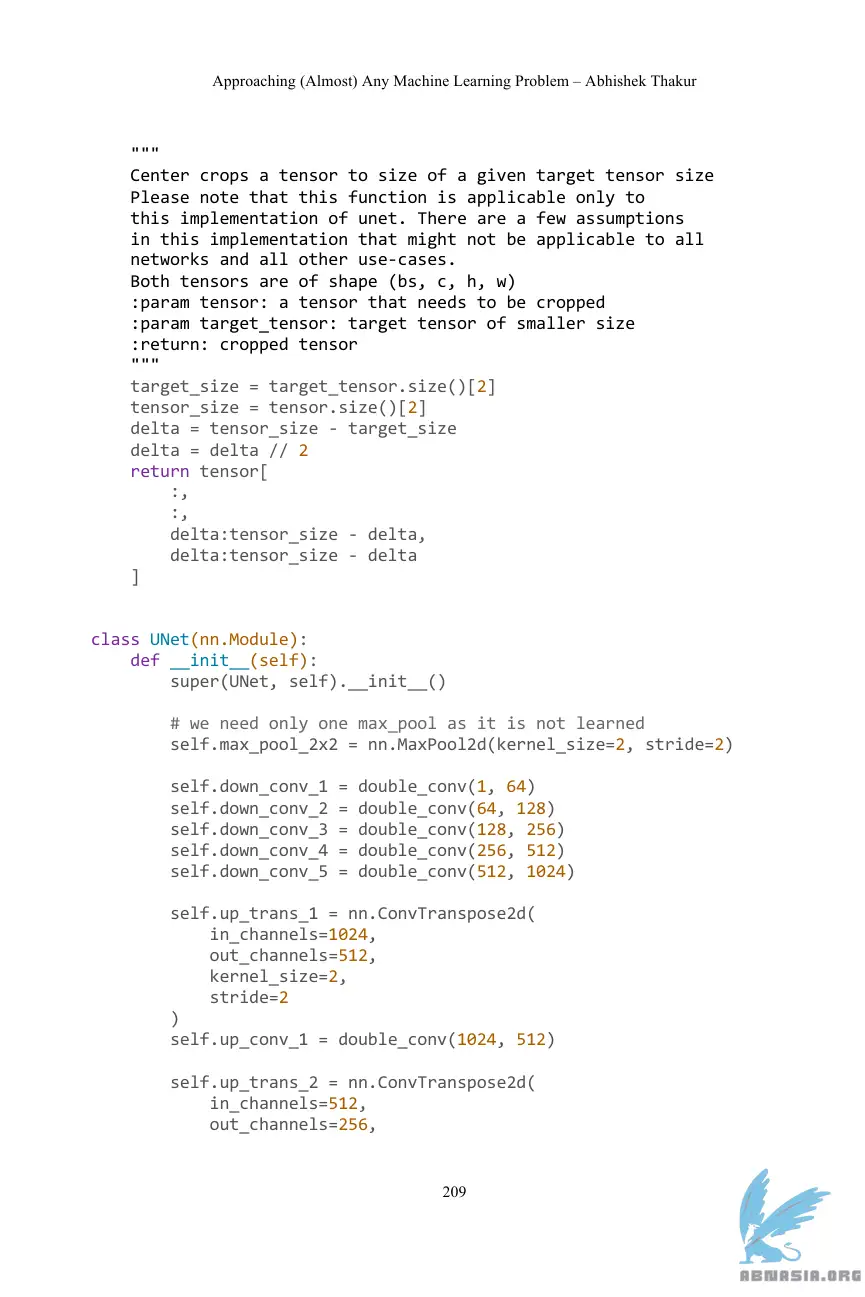 Approaching (Almost) Any Machine Learning Problem – Abhishek Thakur
    """
    Center crops a tensor to size of a given target tensor size
    Please note that this function is applicable only to
    this implementation of unet. There are a few assumptions
    in this implementation that might not be applicable to all
    networks and all other use-cases.
    Both tensors are of shape (bs, c, h, w)
    :param tensor: a tensor that needs to be cropped
    :param target_tensor: target tensor of smaller size
    :return: cropped tensor
    """
    target_size = target_tensor.size()[2]
    tensor_size = tensor.size()[2]
    delta = tensor_size - target_size
    delta = delta // 2
    return tensor[
        :,
        :,
        delta:tensor_size - delta,
        delta:tensor_size - delta
    ]
class UNet(nn.Module):
    def __init__(self):
        super(UNet, self).__init__()
        # we need only one max_pool as it is not learned
        self.max_pool_2x2 = nn.MaxPool2d(kernel_size=2, stride=2)
        self.down_conv_1 = double_conv(1, 64)
        self.down_conv_2 = double_conv(64, 128)
        self.down_conv_3 = double_conv(128, 256)
        self.down_conv_4 = double_conv(256, 512)
        self.down_conv_5 = double_conv(512, 1024)
        self.up_trans_1 = nn.ConvTranspose2d(
            in_channels=1024,
            out_channels=512,
            kernel_size=2,
            stride=2
        )
        self.up_conv_1 = double_conv(1024, 512)
        self.up_trans_2 = nn.ConvTranspose2d(
            in_channels=512,
            out_channels=256,
209
ABNASIA.ORG